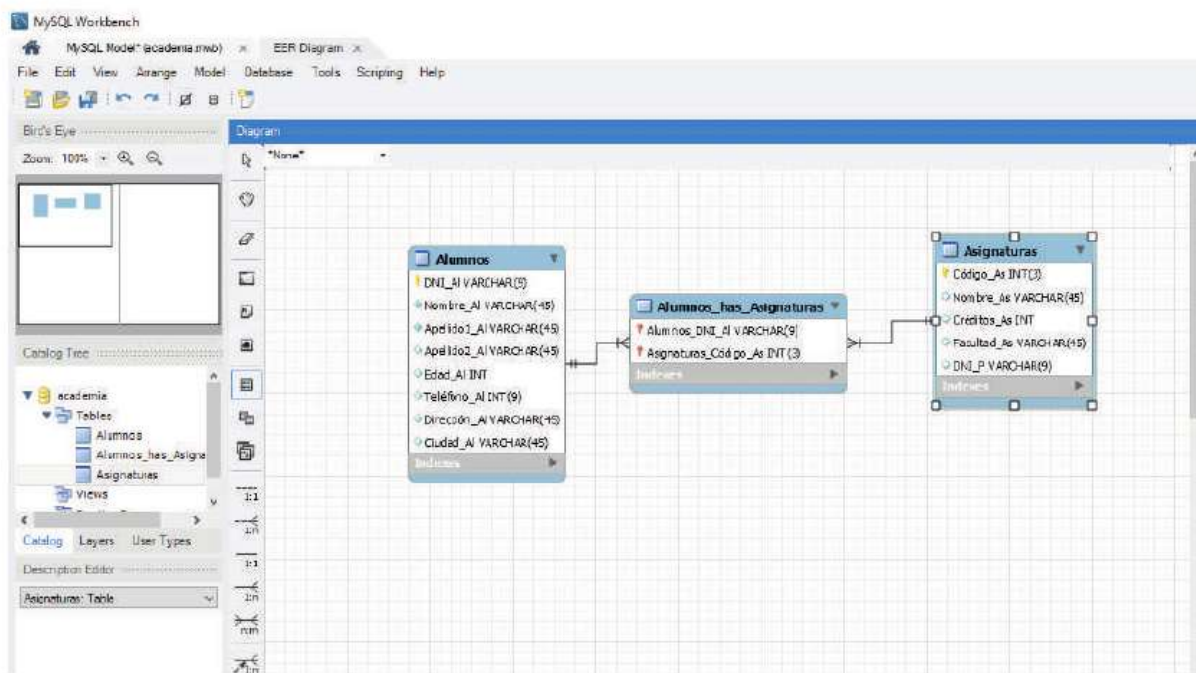 MySQL Workbench
MySQL Model* (academia.mwb) × EER Diagram ×
File Edit View Arrange Model Database Tools Scripting Help
Bird's Eye
Zoom: 100%
Diagram
*None*
Alumnos
DNI_Al VARCHAR(9)
Nombre_Al VARCHAR(45)
Apellido1_Al VARCHAR(45)
Apellido2_Al VARCHAR(45)
Edad_Al INT
Teléfono_Al INT(9)
Dirección_Al VARCHAR(45)
Ciudad_Al VARCHAR(45)
Indexes
Alumnos_has_Asignaturas
Alumnos_DNI_Al VARCHAR(9)
Asignaturas_Código_As INT(3)
Indexes
Asignaturas
Código_As INT(3)
Nombre_As VARCHAR(45)
Créditos_As INT
Facultad_As VARCHAR(45)
DNI_P VARCHAR(9)
Indexes
Catalog Tree
academia
Tables
Alumnos
Alumnos_has_Asigna
Asignaturas
Views
Catalog Layers User Types
Description Editor
Asignaturas: Table
1:1
1:n
1:1
1:n
n:m
1:n